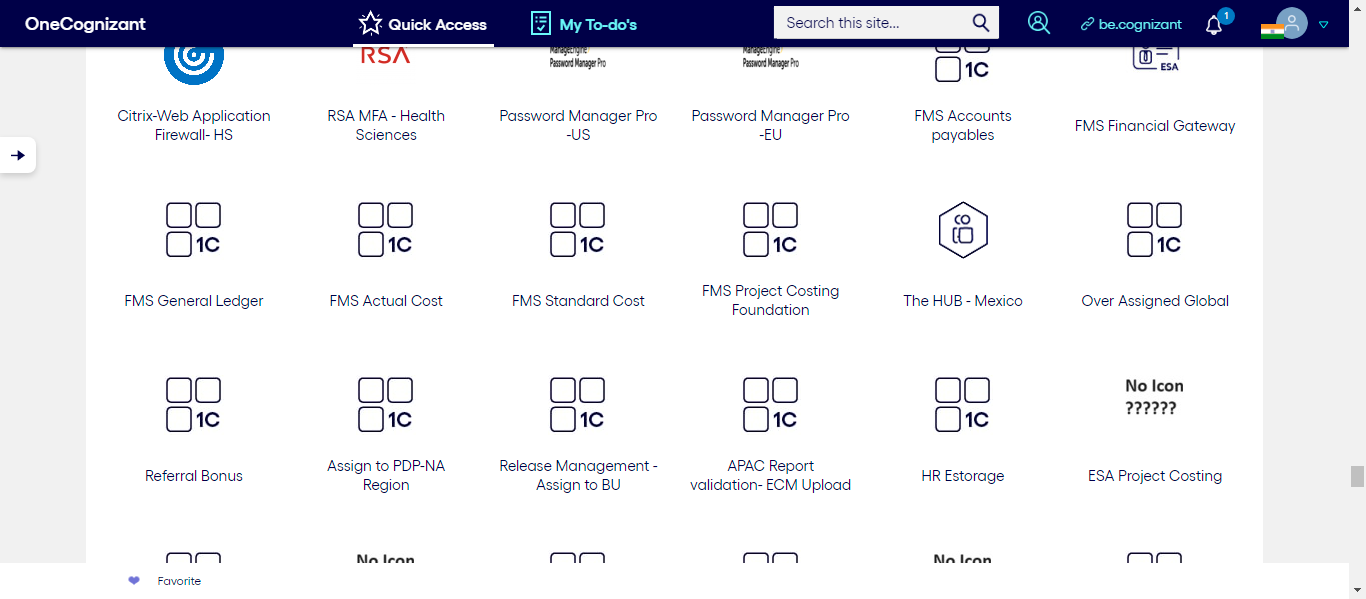 OneCognizant
Quick Access
My To-do's
Search this site...
be.cognizant
1
RSA
ManageEngine
Password Manager Pro
ManageEngine
Password Manager Pro
1C
ESA
Citrix-Web Application
Firewall- HS
RSA MFA - Health
Sciences
Password Manager Pro
-US
Password Manager Pro
-EU
FMS Accounts
payables
FMS Financial Gateway
1C
1C
1C
1C
CO
1C
FMS General Ledger
FMS Actual Cost
FMS Standard Cost
FMS Project Costing
Foundation
The HUB - Mexico
Over Assigned Global
1C
1C
1C
1C
1C
No Icon
??????
Referral Bonus
Assign to PDP-NA
Region
Release Management -
Assign to BU
APAC Report
validation- ECM Upload
HR Estorage
ESA Project Costing
No Icon
No Icon
Favorite